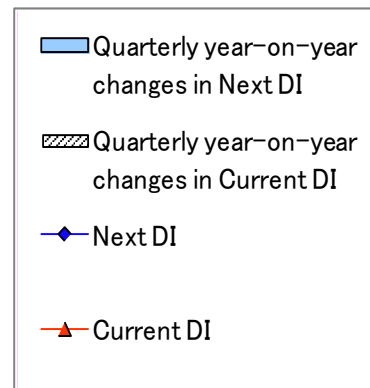 Quarterly year-on-year
changes in Next DI
Quarterly year-on-year
changes in Current DI
Next DI
Current DI